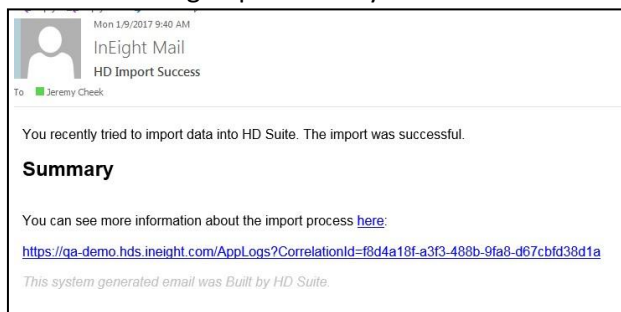 Mon 1/9/2017 9:40 AM
InEight Mail
HD Import Success
To Jeremy Cheek
You recently tried to import data into HD Suite. The import was successful.
Summary
You can see more information about the import process here:
https://qa-demo.hds.ineight.com/AppLogs?CorrelationId=f8d4a18f-a3f3-488b-9fa8-d67cbfd38d1a
This system generated email was Built by HD Suite.